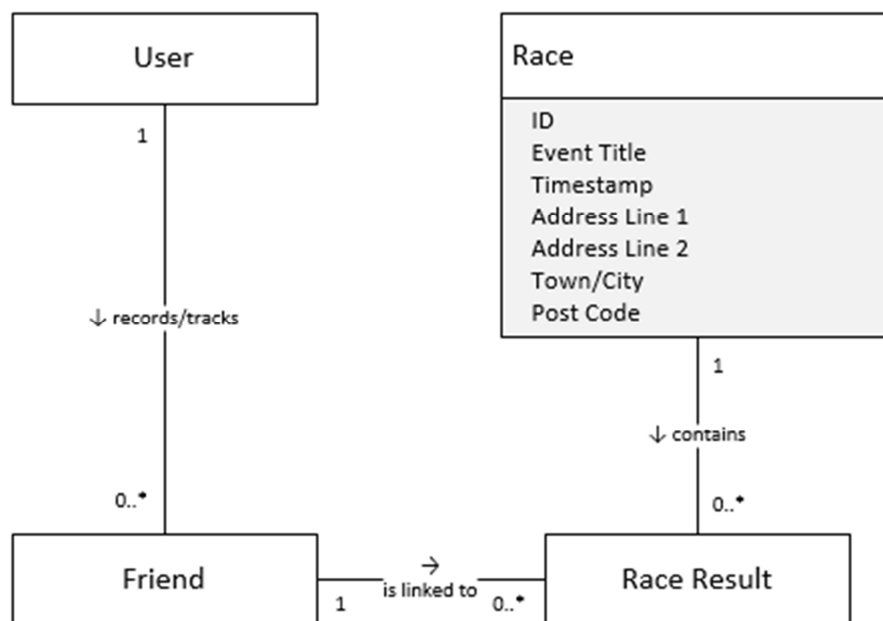 User
Race
ID
Event Title
Timestamp
Address Line 1
Address Line 2
Town/City
Post Code
1
↓ records/tracks
0..*
1
↓ contains
0..*
Friend
→
is linked to
1
0..*
Race Result